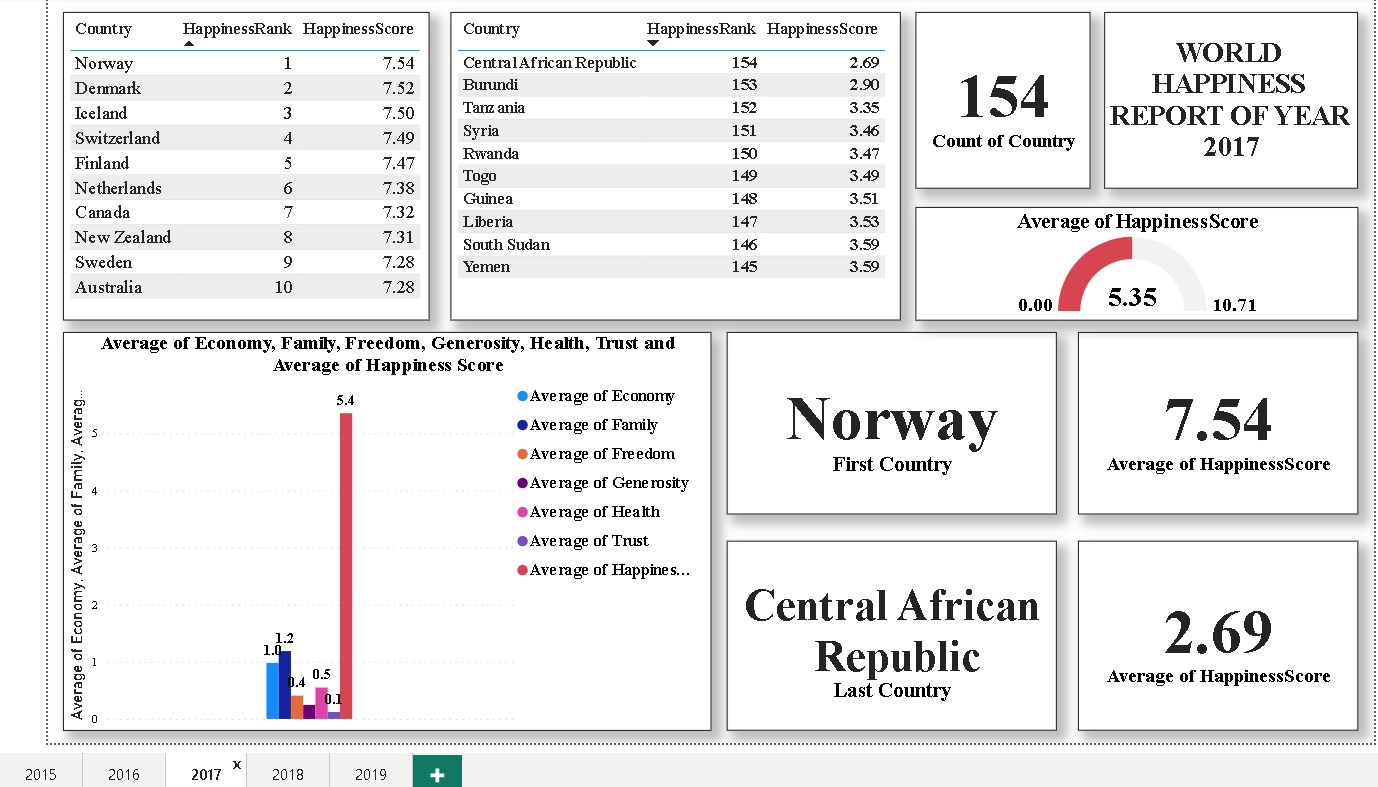 Country HappinessRank HappinessScore
Norway 1 7.54
Denmark 2 7.52
Iceland 3 7.50
Switzerland 4 7.49
Finland 5 7.47
Netherlands 6 7.38
Canada 7 7.32
New Zealand 8 7.31
Sweden 9 7.28
Australia 10 7.28
Country HappinessRank HappinessScore
Central African Republic 154 2.69
Burundi 153 2.90
Tanzania 152 3.35
Syria 151 3.46
Rwanda 150 3.47
Togo 149 3.49
Guinea 148 3.51
Liberia 147 3.53
South Sudan 146 3.59
Yemen 145 3.59
154
Count of Country
WORLD
HAPPINESS
REPORT OF YEAR
2017
Average of HappinessScore
0.00 5.35 10.71
Average of Economy, Family, Freedom, Generosity, Health, Trust and
Average of Happiness Score
Average of Economy, Average of Family, Averag...
5
4
3
2
1
0
1.0
1.2
0.4
0.5
0.1
5.4
Average of Economy
Average of Family
Average of Freedom
Average of Generosity
Average of Health
Average of Trust
Average of Happines...
Norway
First Country
7.54
Average of HappinessScore
Central African
Republic
Last Country
2.69
Average of HappinessScore
2015 2016 2017 x 2018 2019 +